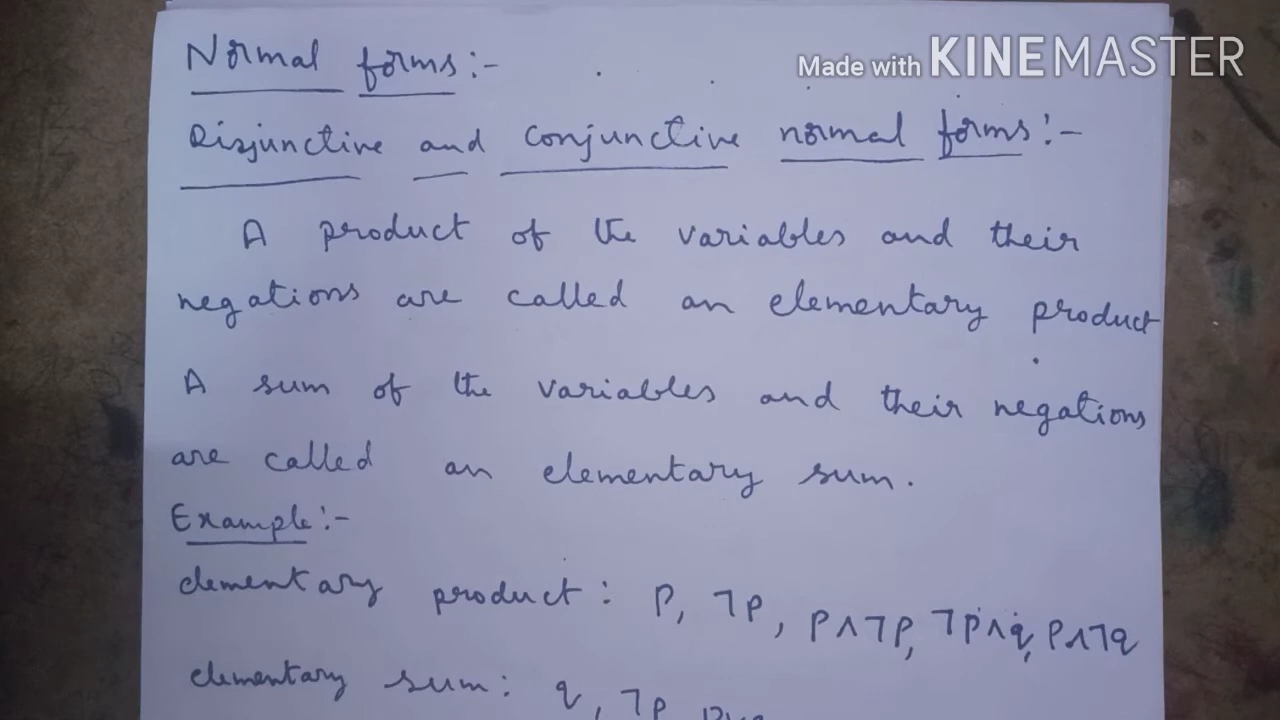 Normal forms:-
Made with KINEMASTER
Disjunctive and Conjunctive normal forms:-
A product of the variables and their
negations are called an elementary product
A sum of the variables and their negations
are called an elementary sum.
Example:-
elementary product: P, ¬P, P∧¬P, ¬P∧q, P∧¬q
elementary sum: q, ¬P